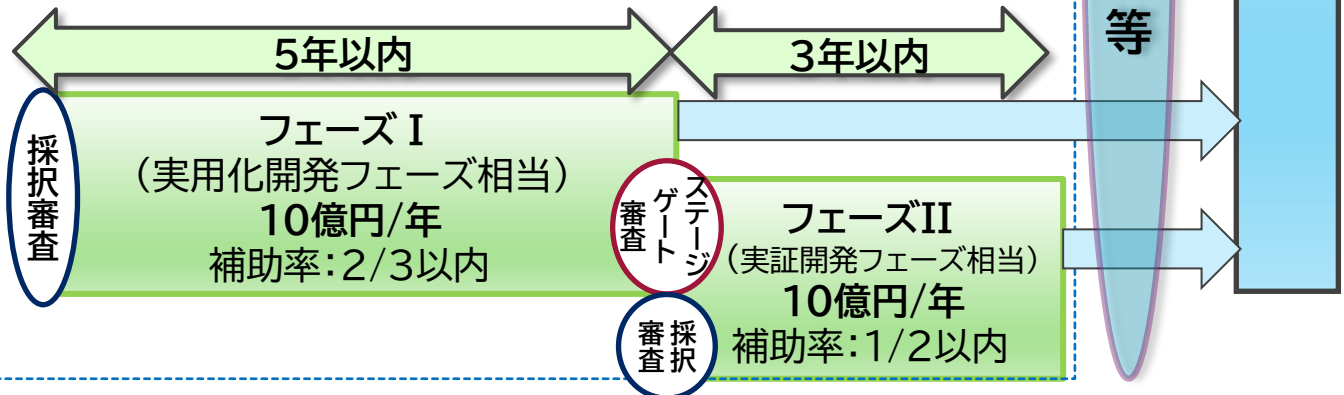 5年以内
3年以内
等
採択審査
フェーズⅠ
（実用化開発フェーズ相当）
10億円/年
補助率：2/3以内
ステージ
ゲート
審査
採択
審査
フェーズII
（実証開発フェーズ相当）
10億円/年
補助率：1/2以内